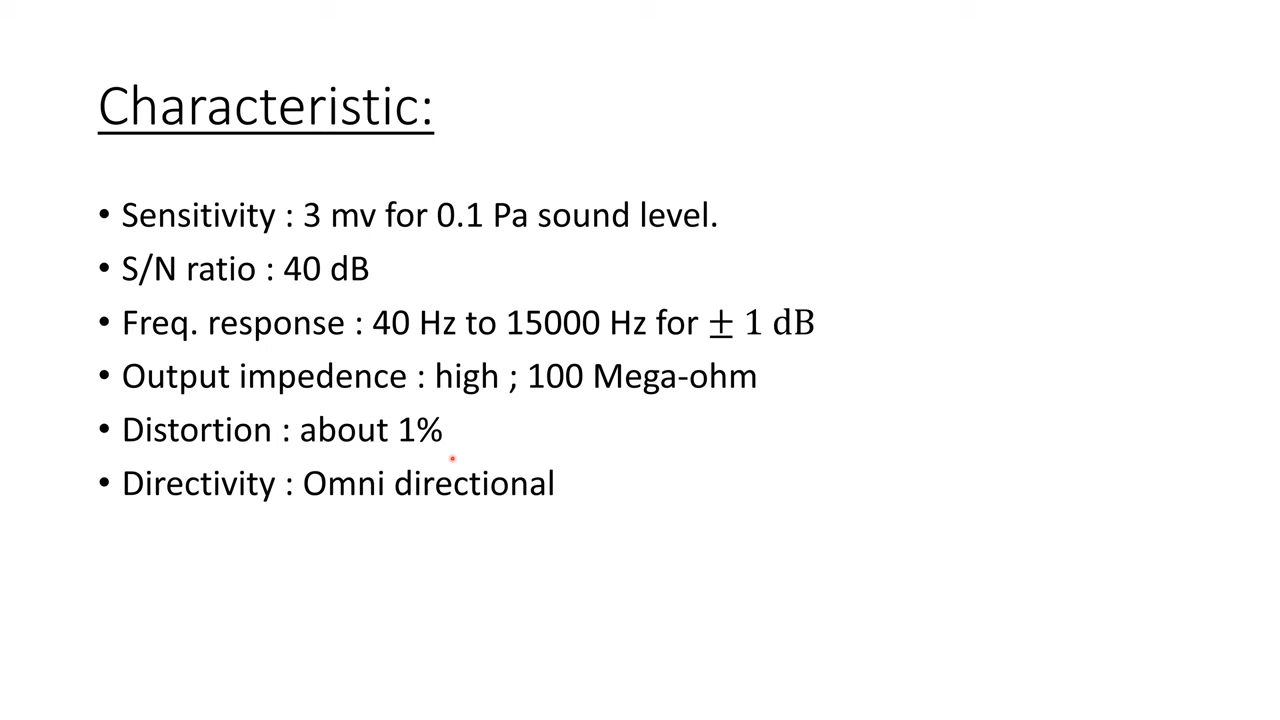 Characteristic:
• Sensitivity : 3 mv for 0.1 Pa sound level.
• S/N ratio : 40 dB
• Freq. response : 40 Hz to 15000 Hz for ± 1 dB
• Output impedence : high ; 100 Mega-ohm
• Distortion : about 1%
• Directivity : Omni directional